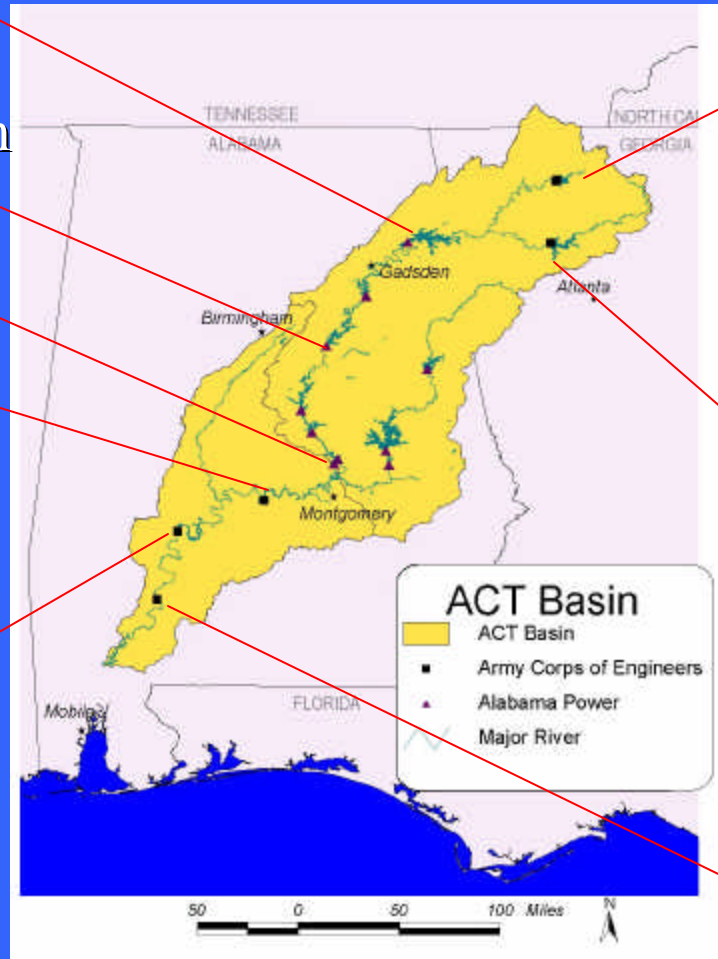 TENNESSEE
NORTH CA
ALABAMA
GEORGIA
Gadsden
Atlanta
Birmingham
Montgomery
ACT Basin
ACT Basin
Army Corps of Engineers
Alabama Power
Major River
FLORIDA
Mobile
50 0 50 100 Miles
N